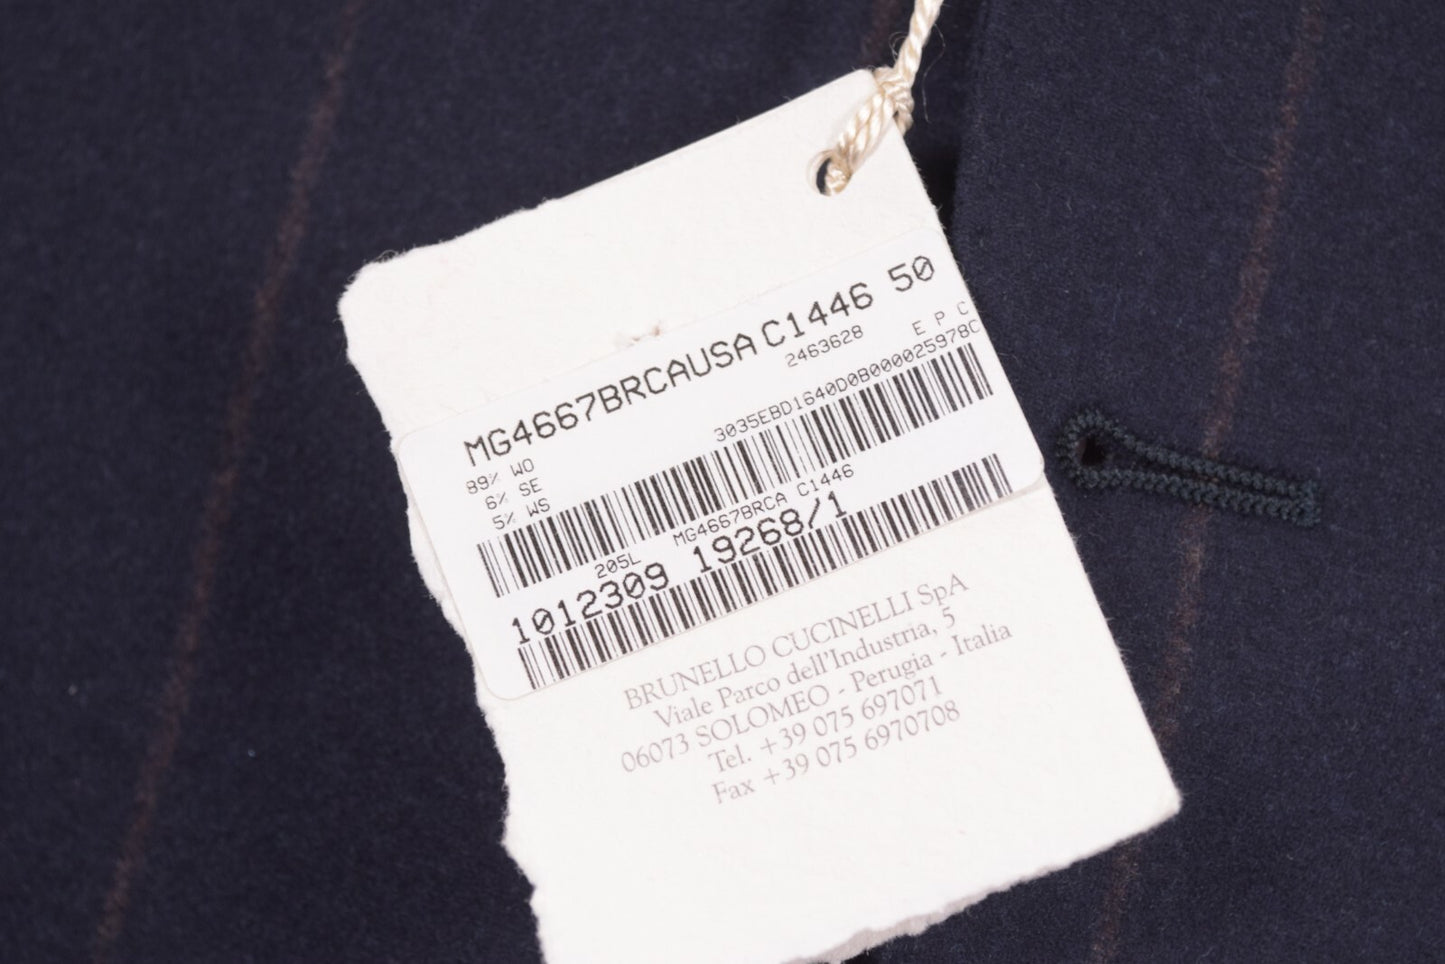 MG4667BRCAUSA C1446 50
2463628 E P C
89% WO
6% SE
5% WS
3035EBD1640D0B000025978C
205L MG4667BRCA C1446
1012309 19268/1
BRUNELLO CUCINELLI SpA
Viale Parco dell'Industria, 5
06073 SOLOMEO - Perugia - Italia
Tel. +39 075 697071
Fax +39 075 6970708